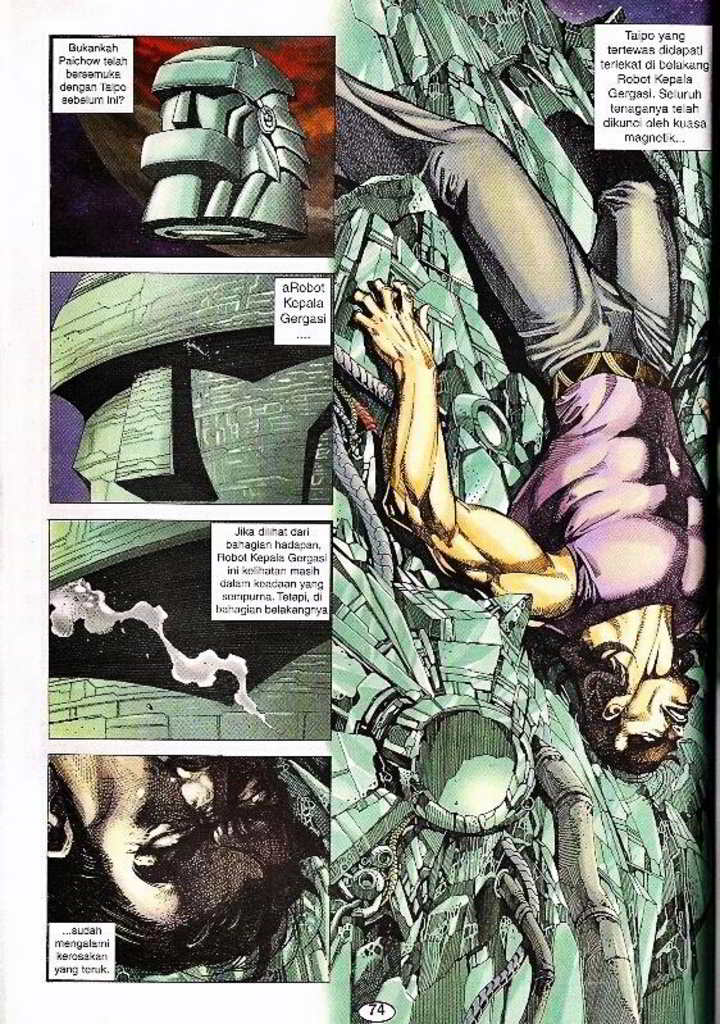 Bukankah
Paichow telah
bersemuka
dengan Taipo
sebelum ini?
aRobot
Kepala
Gergasi
....
Jika dilihat dari
bahagian hadapan,
Robot Kepala Gergasi
ini kelihatan masih
dalam keadaan yang
sempurna. Tetapi, di
bahagian belakangnya
...sudah
mengalami
kerosakan
yang teruk.
Taipo yang
tertewas didapati
terlekat di belakang
Robot Kepala
Gergasi. Seluruh
tenaganya telah
dikunci oleh kuasa
magnetik...
74